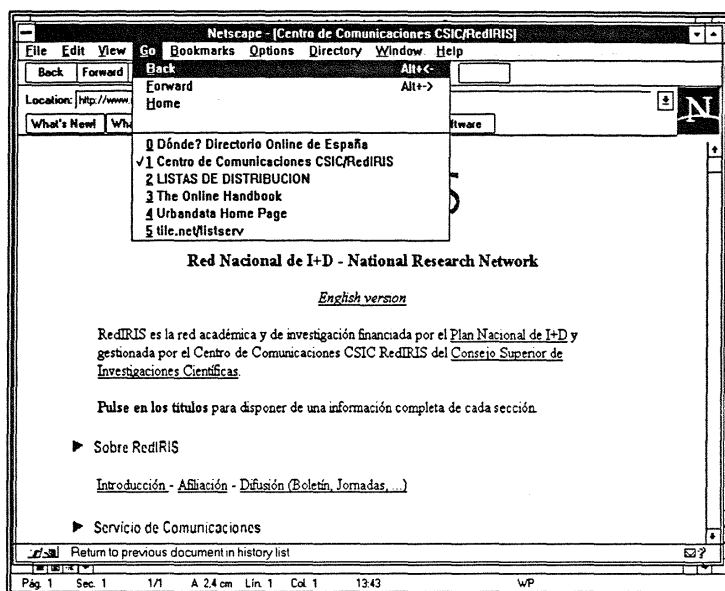 Netscape - [Centro de Comunicaciones CSIC/RedIRIS]
File Edit View Go Bookmarks Options Directory Window Help
Back Forward
Back Alt+<-
Forward Alt+->
Home
Location: http://www.
What's New!
ftware
0 Dónde? Directorio Online de España
✓1 Centro de Comunicaciones CSIC/RedIRIS
2 LISTAS DE DISTRIBUCION
3 The Online Handbook
4 Urbandata Home Page
5 tile.net/listserv
N
S
Red Nacional de I+D - National Research Network
English version
RedIRIS es la red académica y de investigación financiada por el Plan Nacional de I+D y
gestionada por el Centro de Comunicaciones CSIC RedIRIS del Consejo Superior de
Investigaciones Científicas.
Pulse en los títulos para disponer de una información completa de cada sección.
Sobre RedIRIS
Introducción - Afiliación - Difusión (Boletín, Jornadas, ...)
Servicio de Comunicaciones
Return to previous document in history list
Pág. 1 Sec. 1 1/1 A 2,4 cm Lín. 1 Col. 1 13:43 WP